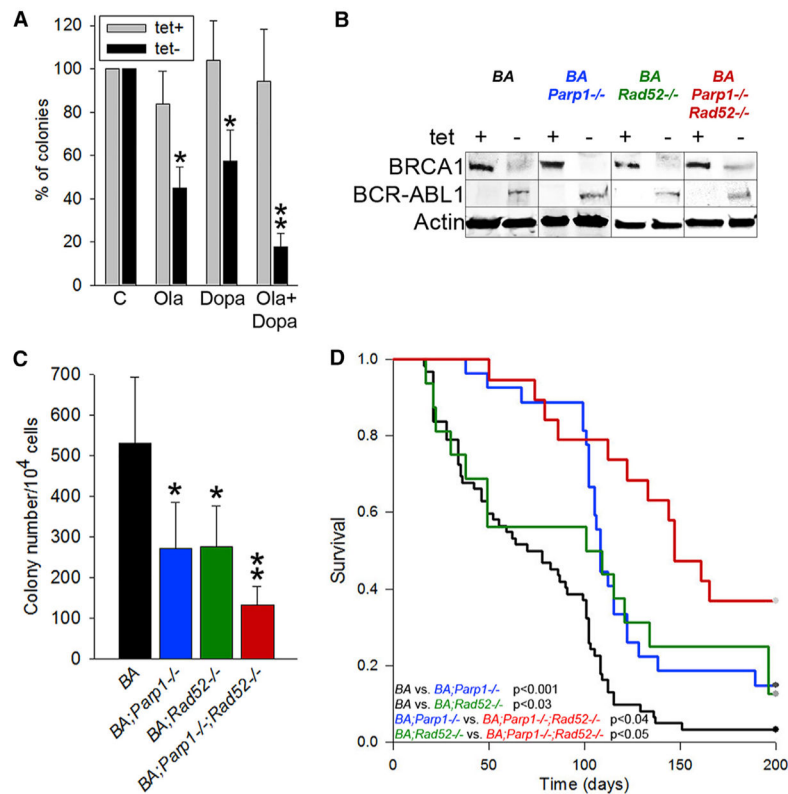 A
tet+
tet-
% of colonies
120
100
80
60
40
20
0
*
*
*
*
C Ola Dopa Ola+
Dopa
B
BA
BA
Parp1-/-
BA
Rad52-/-
BA
Parp1-/-
Rad52-/-
tet + - + - + - + -
BRCA1
BCR-ABL1
Actin
C
Colony number/10⁴ cells
700
600
500
400
300
200
100
0
*
*
*
*
BA
BA;Parp1-/-
BA;Rad52-/-
BA;Parp1-/-;Rad52-/-
D
Survival
1.0
0.8
0.6
0.4
0.2
0.0
BA vs. BA;Parp1-/- p<0.001
BA vs. BA;Rad52-/- p<0.03
BA;Parp1-/- vs. BA;Parp1-/-;Rad52-/- p<0.04
BA;Rad52-/- vs. BA;Parp1-/-;Rad52-/- p<0.05
0 50 100 150 200
Time (days)